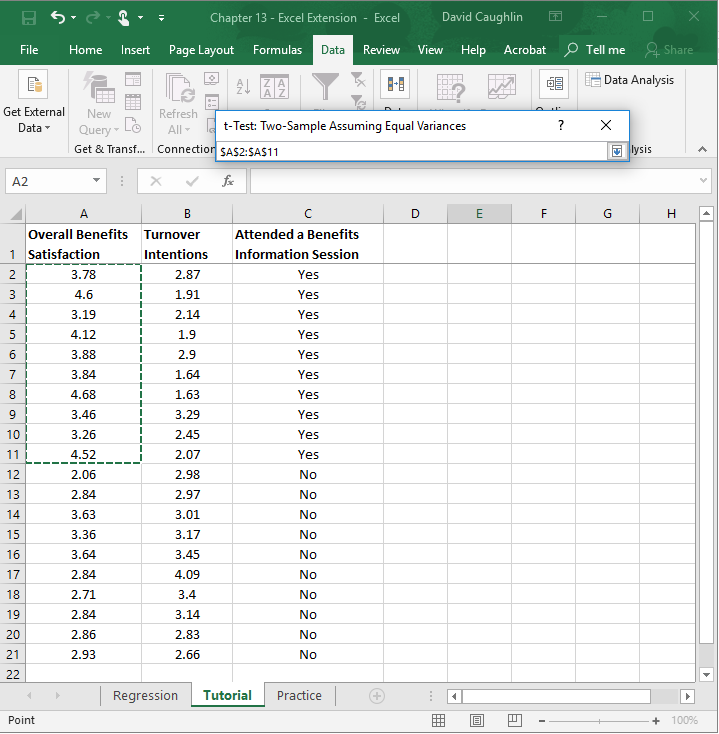 Chapter 13 - Excel Extension - Excel David Caughlin
File Home Insert Page Layout Formulas Data Review View Help Acrobat Tell me Share
Get External Data
New Query
Get & Transf...
Refresh All
Connection
Data Analysis
lysis
t-Test: Two-Sample Assuming Equal Variances ? ×
$A$2:$A$11
A2 fx
A B C D E F G H
1 Overall Benefits Satisfaction Turnover Intentions Attended a Benefits Information Session
2 3.78 2.87 Yes
3 4.6 1.91 Yes
4 3.19 2.14 Yes
5 4.12 1.9 Yes
6 3.88 2.9 Yes
7 3.84 1.64 Yes
8 4.68 1.63 Yes
9 3.46 3.29 Yes
10 3.26 2.45 Yes
11 4.52 2.07 Yes
12 2.06 2.98 No
13 2.84 2.97 No
14 3.63 3.01 No
15 3.36 3.17 No
16 3.64 3.45 No
17 2.84 4.09 No
18 2.71 3.4 No
19 2.84 3.14 No
20 2.86 2.83 No
21 2.93 2.66 No
22
Regression Tutorial Practice
Point 100%